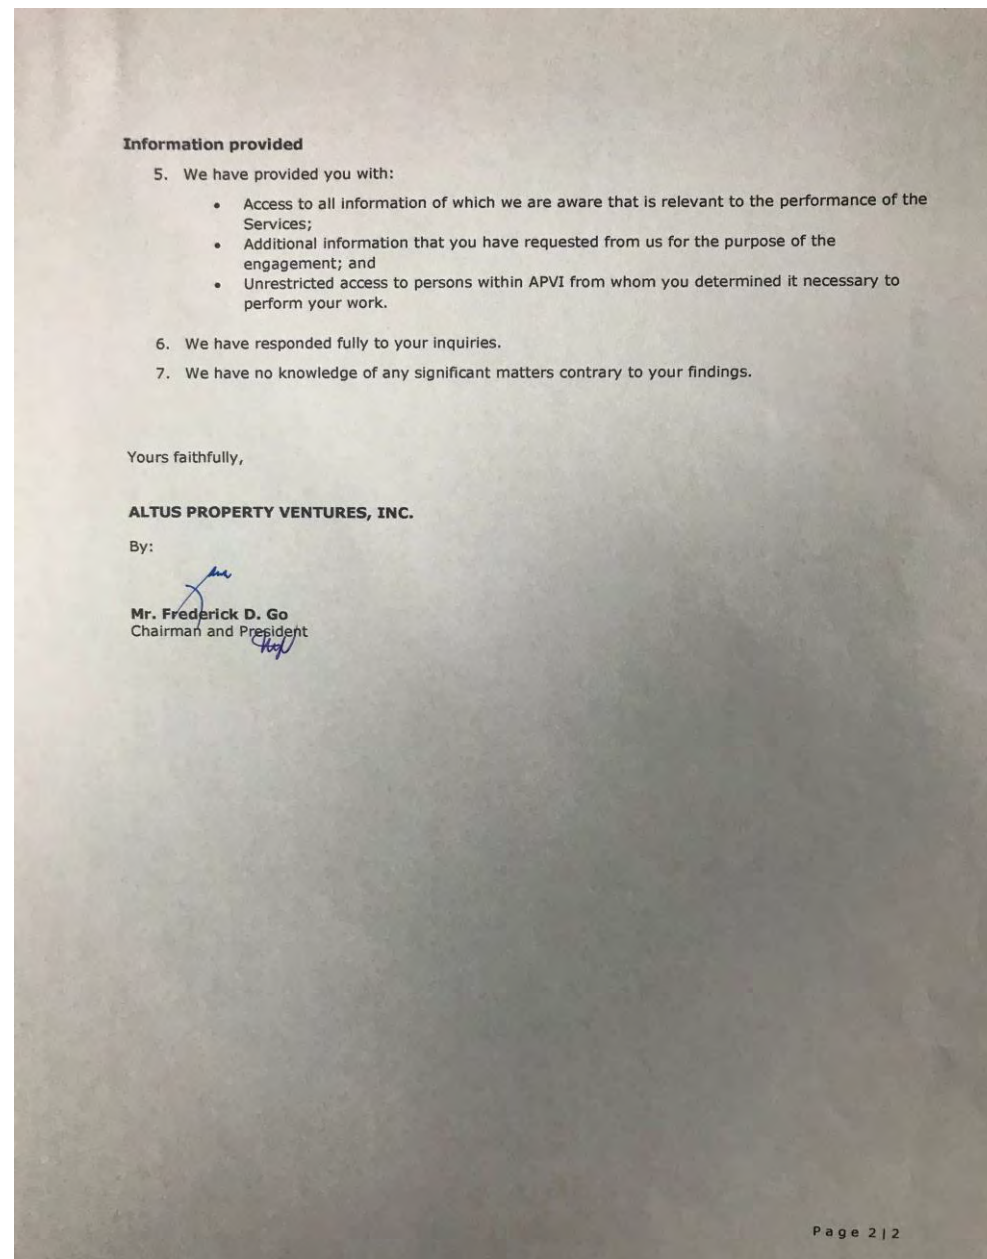 Information provided
5. We have provided you with:
• Access to all information of which we are aware that is relevant to the performance of the
Services;
• Additional information that you have requested from us for the purpose of the
engagement; and
• Unrestricted access to persons within APVI from whom you determined it necessary to
perform your work.
6. We have responded fully to your inquiries.
7. We have no knowledge of any significant matters contrary to your findings.
Yours faithfully,
ALTUS PROPERTY VENTURES, INC.
By:
Mr. Frederick D. Go
Chairman and President
Page 2|2